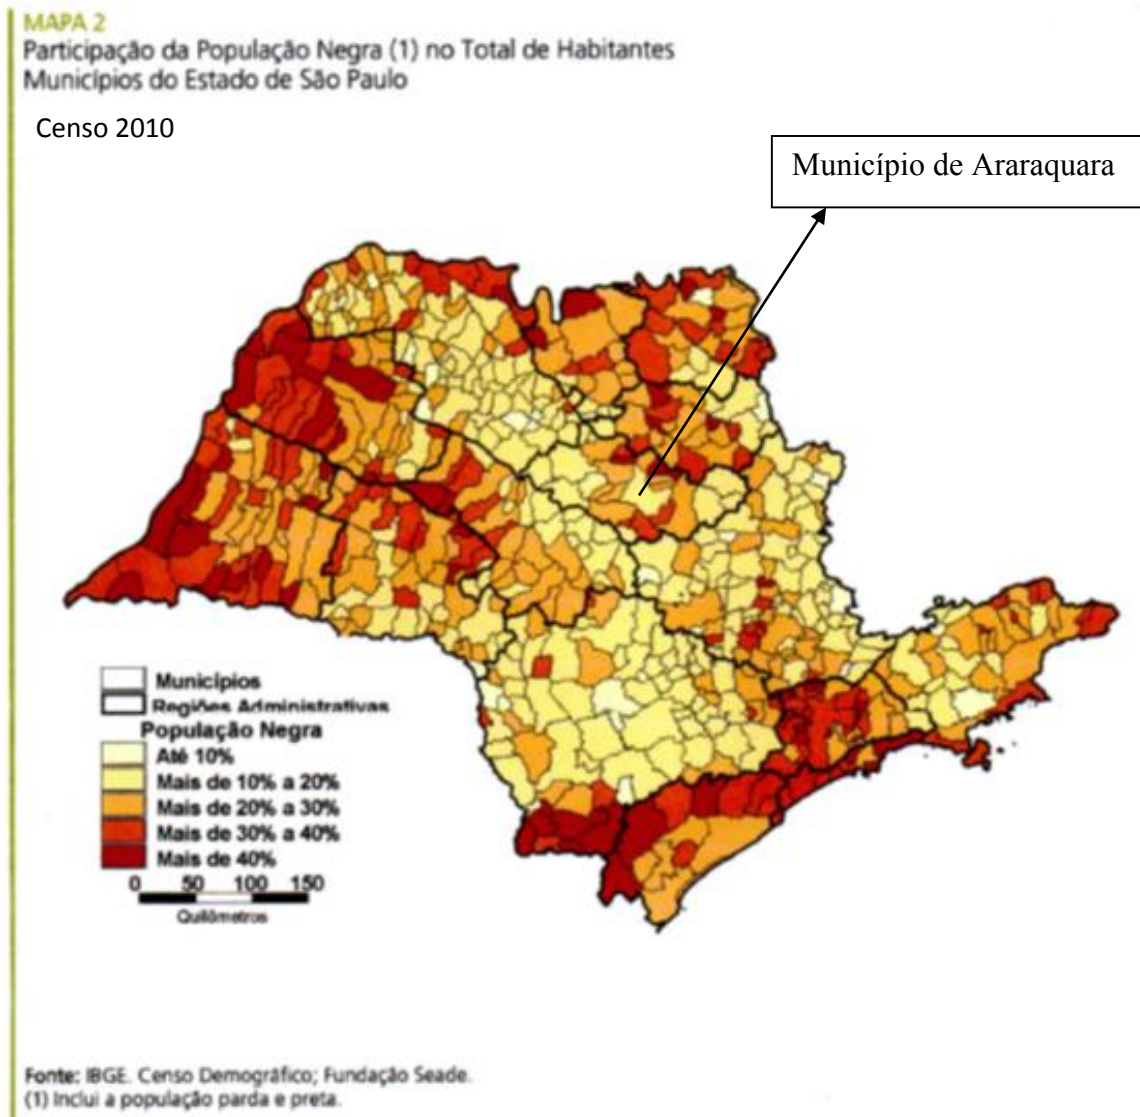 MAPA 2
Participação da População Negra (1) no Total de Habitantes
Municípios do Estado de São Paulo
Censo 2010
Município de Araraquara
Municípios
Regiões Administrativas
População Negra
Até 10%
Mais de 10% a 20%
Mais de 20% a 30%
Mais de 30% a 40%
Mais de 40%
0 50 100 150
Quilômetros
Fonte: IBGE. Censo Demográfico; Fundação Seade.
(1) Inclui a população parda e preta.